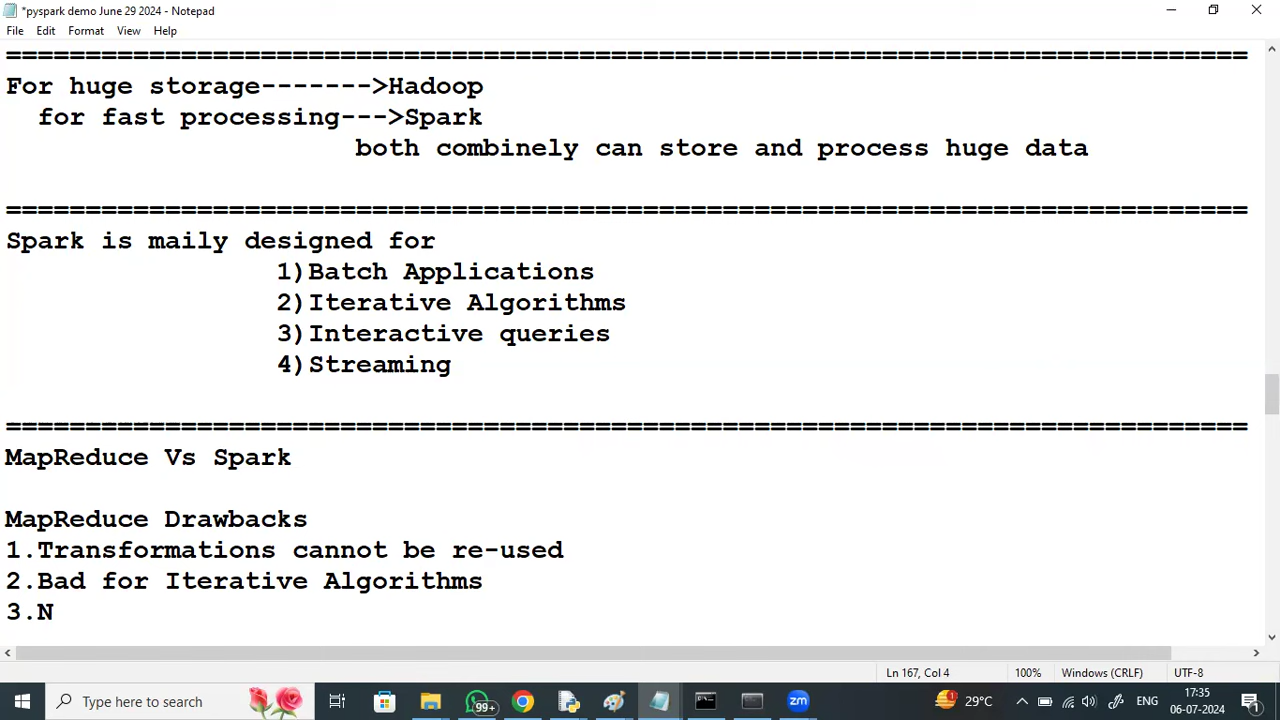 *pyspark demo June 29 2024 - Notepad
File Edit Format View Help
==============================================================================
For huge storage------->Hadoop
for fast processing--->Spark
both combinely can store and process huge data
==============================================================================
Spark is maily designed for
1)Batch Applications
2)Iterative Algorithms
3)Interactive queries
4)Streaming
==============================================================================
MapReduce Vs Spark
MapReduce Drawbacks
1.Transformations cannot be re-used
2.Bad for Iterative Algorithms
3.N
Ln 167, Col 4 100% Windows (CRLF) UTF-8
Type here to search 99+ 1 29°C ENG 17:35 06-07-2024 1
zm